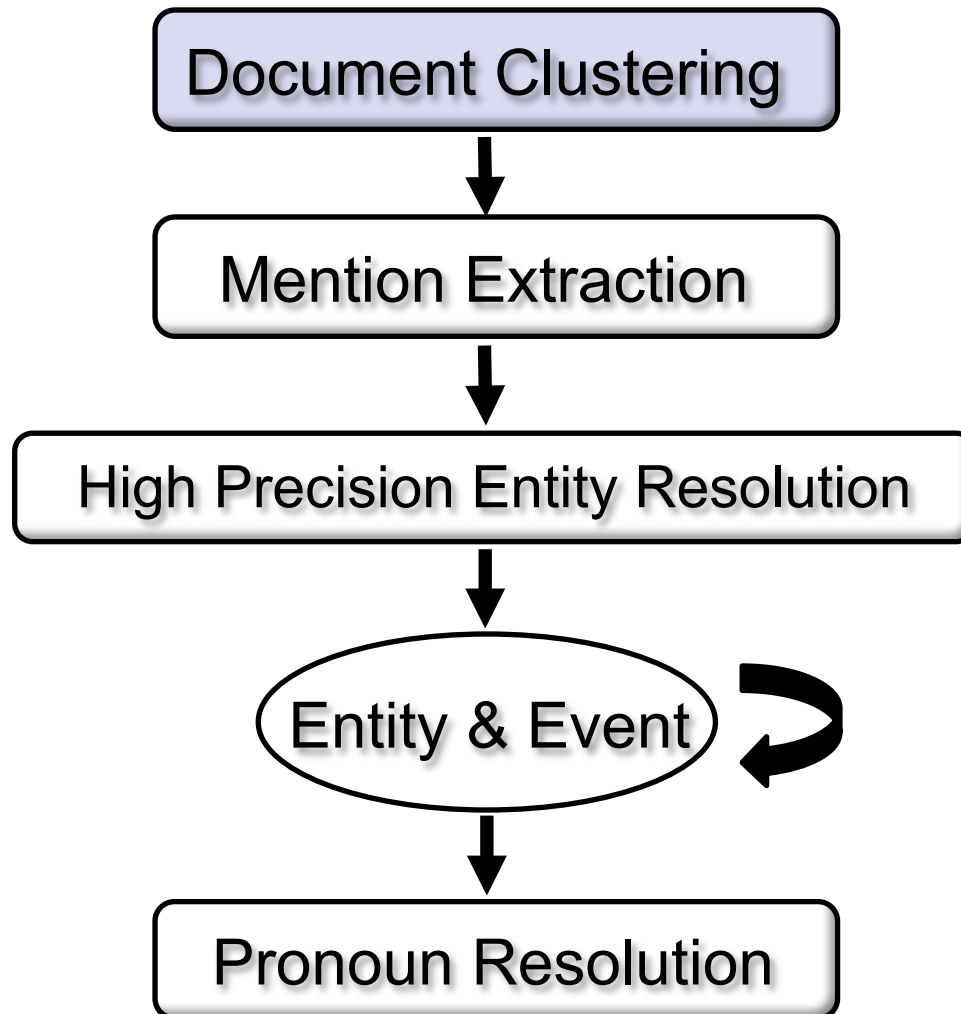 Document Clustering
Mention Extraction
High Precision Entity Resolution
Entity & Event
Pronoun Resolution